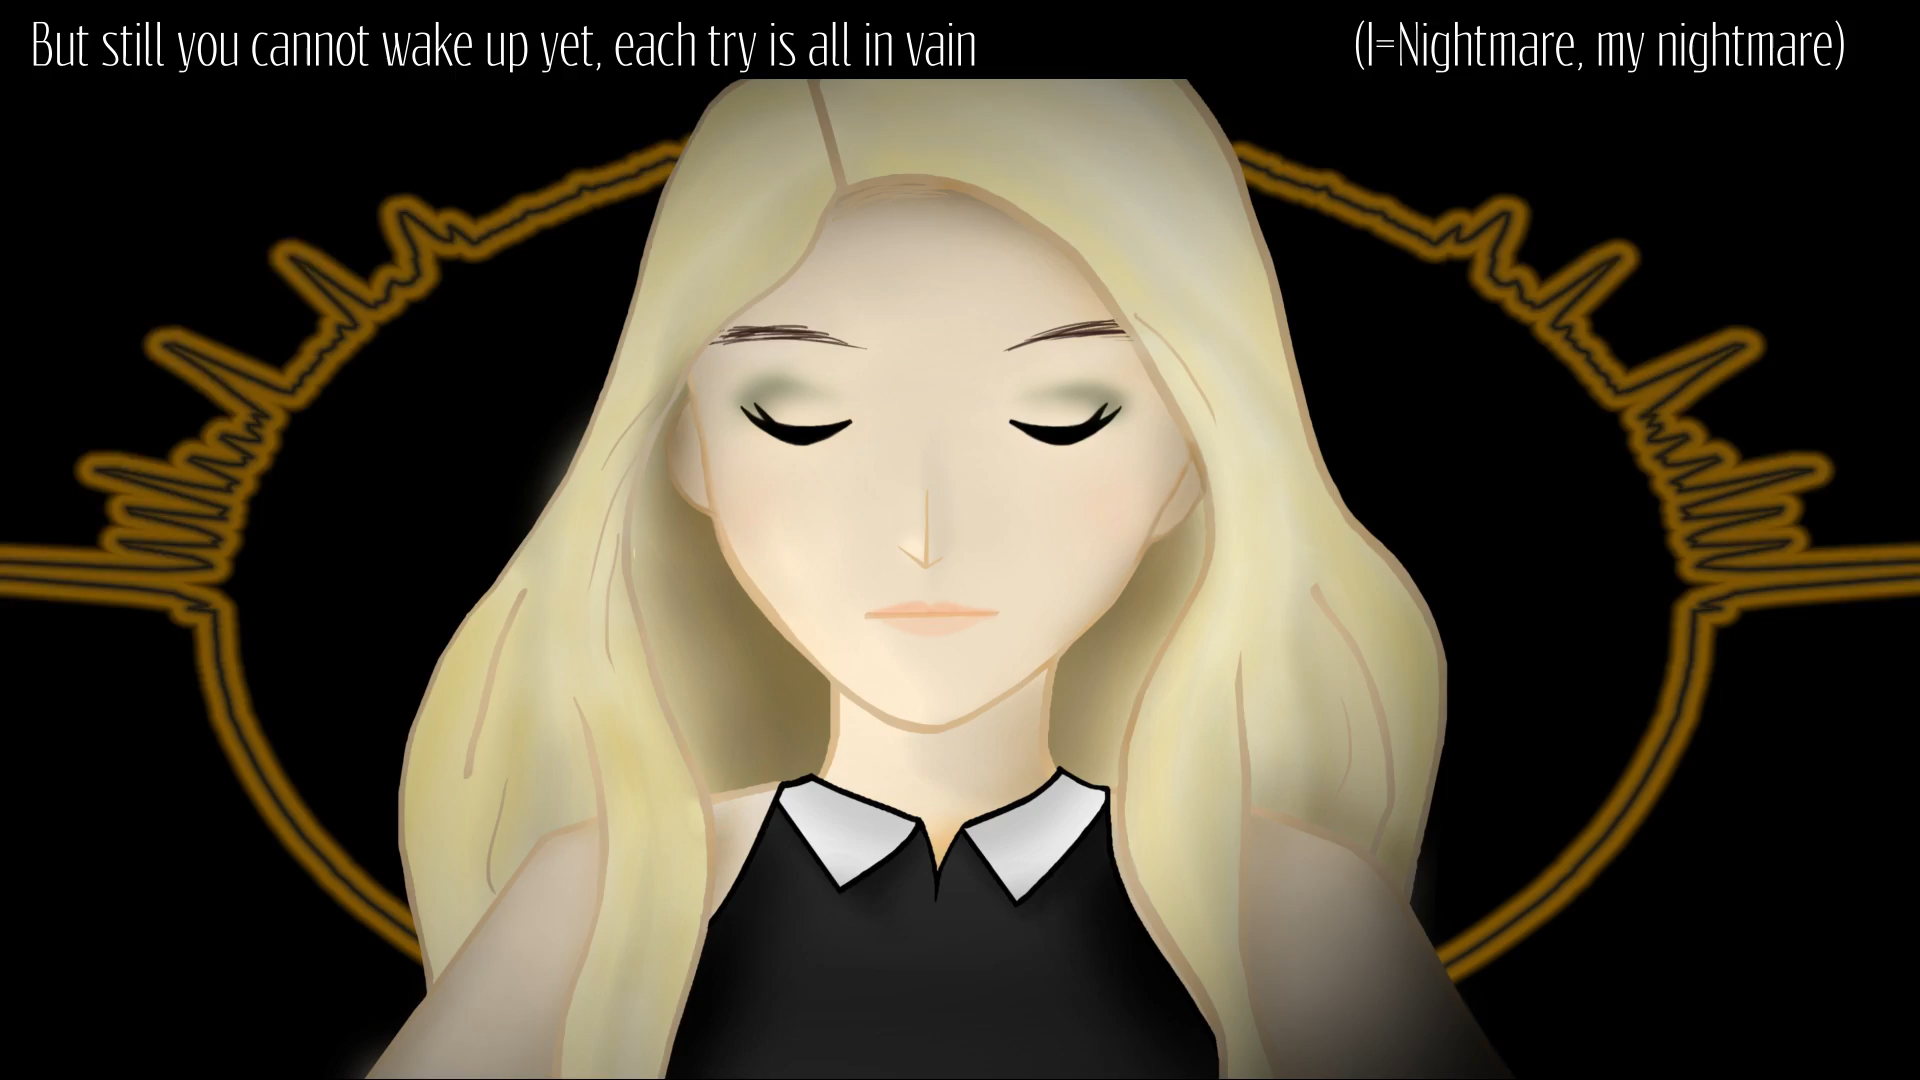 But still you cannot wake up yet, each try is all in vain
(I=Nightmare, my nightmare)